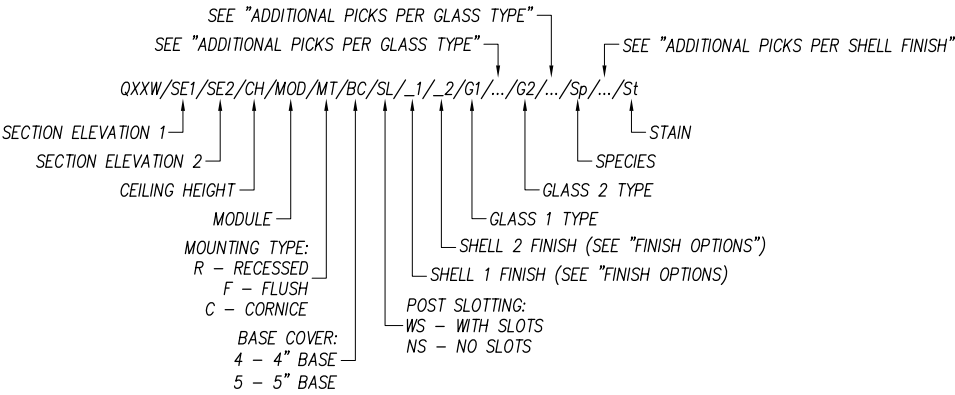 SEE "ADDITIONAL PICKS PER GLASS TYPE"
SEE "ADDITIONAL PICKS PER GLASS TYPE"
SEE "ADDITIONAL PICKS PER SHELL FINISH"
QXXW/SE1/SE2/CH/MOD/MT/BC/SL/_1/_2/G1/.../G2/.../Sp/.../St
SECTION ELEVATION 1
STAIN
SECTION ELEVATION 2
SPECIES
CEILING HEIGHT
GLASS 2 TYPE
MODULE
GLASS 1 TYPE
SHELL 2 FINISH (SEE "FINISH OPTIONS")
SHELL 1 FINISH (SEE "FINISH OPTIONS)
MOUNTING TYPE:
R – RECESSED
F – FLUSH
C – CORNICE
POST SLOTTING:
WS – WITH SLOTS
NS – NO SLOTS
BASE COVER:
4 – 4" BASE
5 – 5" BASE